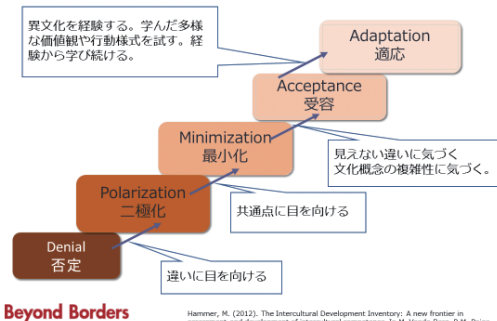 異文化を経験する。学んだ多様
な価値観や行動様式を試す。経
験から学び続ける。
Adaptation
適応
Acceptance
受容
Minimization
最小化
見えない違いに気づく
文化概念の複雑性に気づく。
Polarization
二極化
共通点に目を向ける
Denial
否定
違いに目を向ける
Beyond Borders
Hammer, M. (2012). The Intercultural Development Inventory: A new frontier in